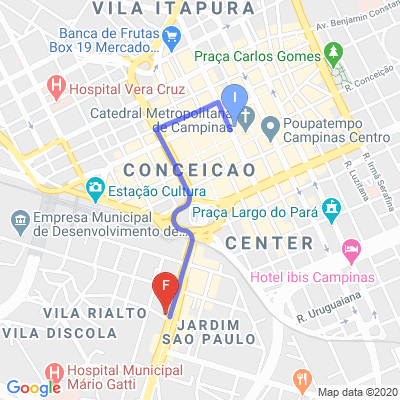 VILA ITAPURA
Av. Benjamin Constant
Banca de Frutas
Box 19 Mercado...
Praça Carlos Gomes
R. Conceição
Hospital Vera Cruz
I
Catedral Metropolitana
de Campinas
Poupatempo
Campinas Centro
CONCEICAO
R. Irmã Serafina
R. Luzitana
Estação Cultura
Empresa Municipal
de Desenvolvimento de...
Praça Largo do Pará
CENTER
Hotel ibis Campinas
F
R. Uruguaiana
VILA RIALTO
VILA DISCOLA
JARDIM
SAO PAULO
Hospital Municipal
Mário Gatti
Google
Map data ©2020